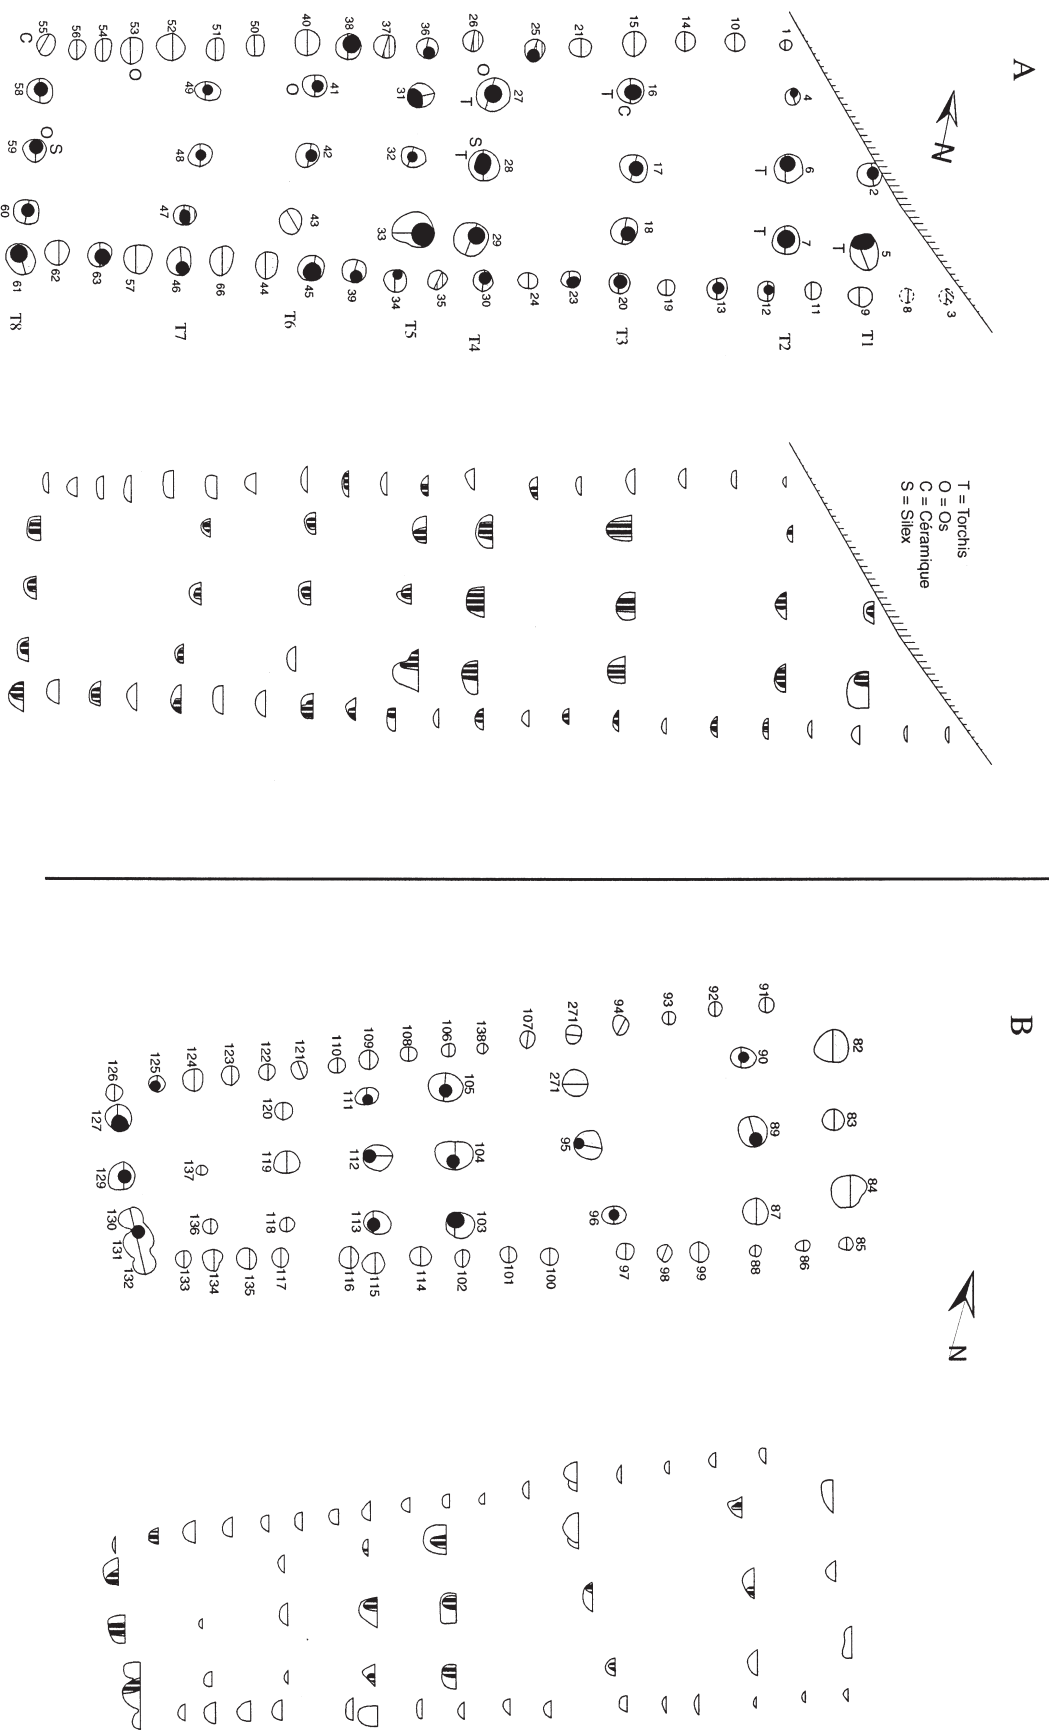 A
N
55 56 54 53 52 51 50 40 38 37 36 26 25 21 15 14 10 1
C
O
58 49 41 31 27 16 4
O O T T C
59 48 42 32 28 17 6 2
O S S T T
60 47 43 33 29 18 7 5
T T
61 62 63 57 46 66 44 45 39 34 35 30 24 23 20 19 13 12 11 9 8 3
T8 T7 T6 T5 T4 T3 T2 T1
T = Torchis
O = Os
C = Céramique
S = Silex
B
N
126 125 124 123 122 121 110 109 108 106 138 107 271 94 93 92 91
127 120 111 105 271 90 82
129 137 119 112 104 95 89 83
130 131 132 136 118 113 103 96 87 84
133 134 135 117 116 115 114 102 101 100 97 98 99 88 86 85